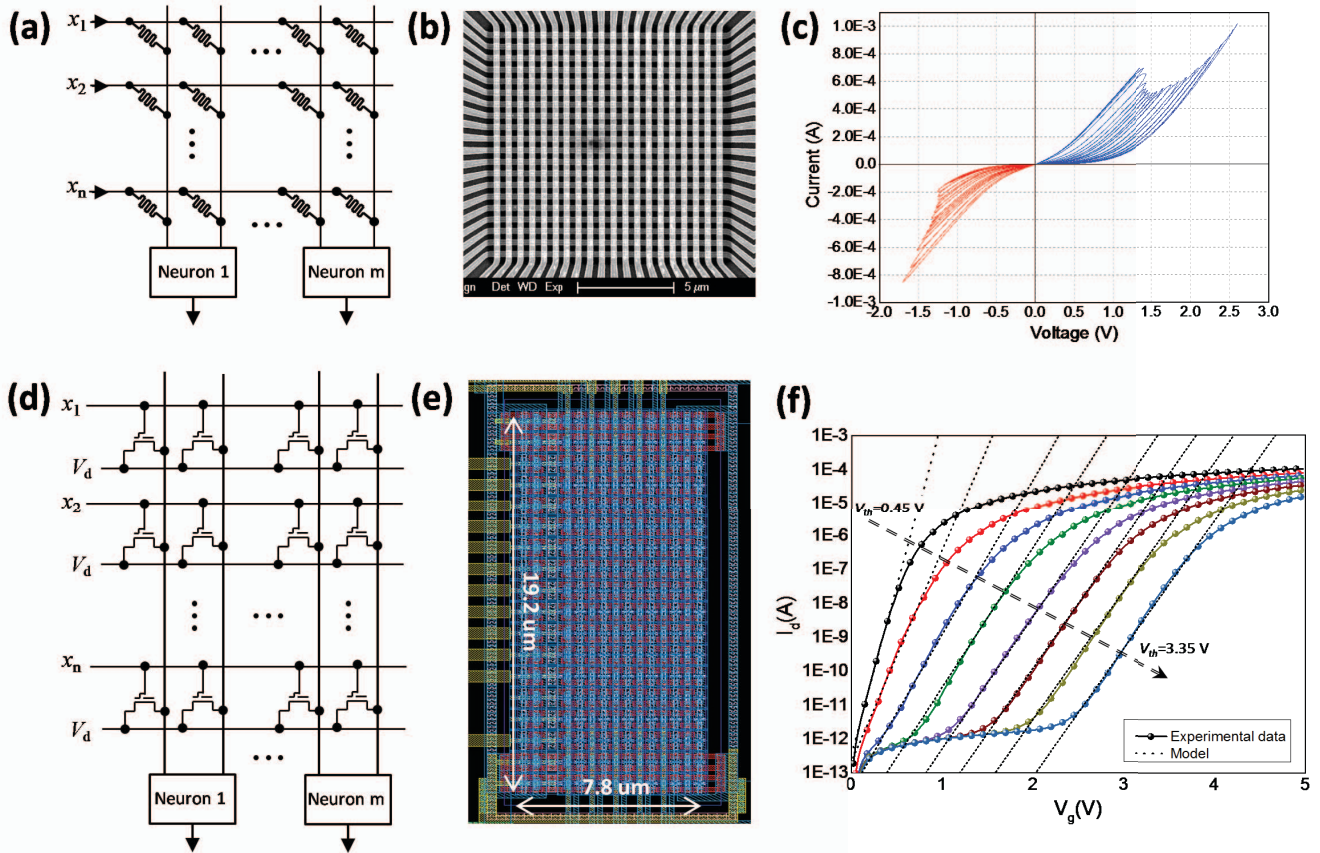 (a)
x1
x2
xn
• • •
Neuron 1
Neuron m
(b)
gn Det WD Exp 5 μm
(c)
Current (A)
1.0E-3
8.0E-4
6.0E-4
4.0E-4
2.0E-4
0.0
-2.0E-4
-4.0E-4
-6.0E-4
-8.0E-4
-1.0E-3
-2.0 -1.5 -1.0 -0.5 0.0 0.5 1.0 1.5 2.0 2.5 3.0
Voltage (V)
(d)
x1
Vd
x2
Vd
xn
Vd
Neuron 1
Neuron m
(e)
19.2 um
7.8 um
(f)
Id(A)
1E-3
1E-4
1E-5
1E-6
1E-7
1E-8
1E-9
1E-10
1E-11
1E-12
1E-13
Vth=0.45 V
Vth=3.35 V
Experimental data
Model
0 1 2 3 4 5
Vg(V)